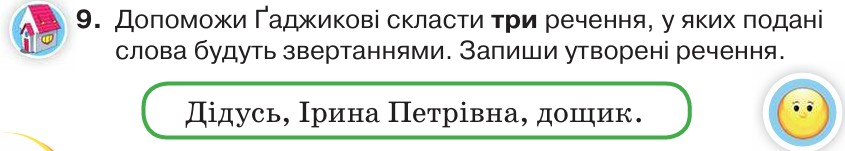 9. Допоможи Ґаджикові скласти три речення, у яких подані
слова будуть звертаннями. Запиши утворені речення.
Дідусь, Ірина Петрівна, дощик.